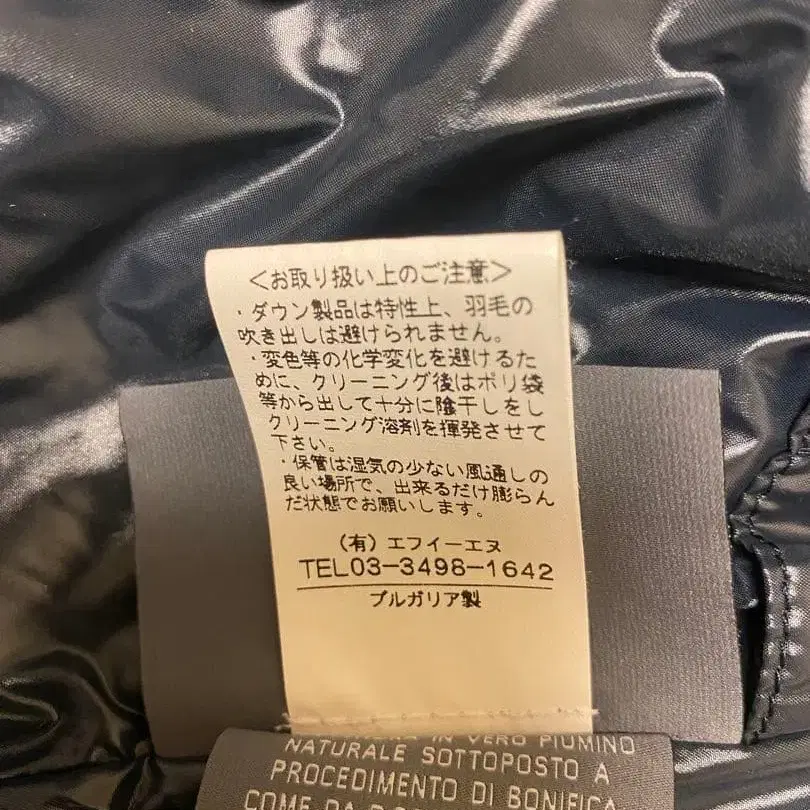 <お取り扱い上のご注意>
・ダウン製品は特性上、羽毛の
吹き出しは避けられません。
・変色等の化学変化を避けるた
めに、クリーニング後はポリ袋
等から出して十分に陰干しをし
クリーニング溶剤を揮発させて
下さい。
・保管は湿気の少ない風通しの
良い場所で、出来るだけ膨らん
だ状態でお願いします。
(有)エフイーエヌ
TEL03-3498-1642
ブルガリア製
IN VERO PIUMINO
NATURALE SOTTOPOSTO A
PROCEDIMENTO DI BONIFICA
COME DA